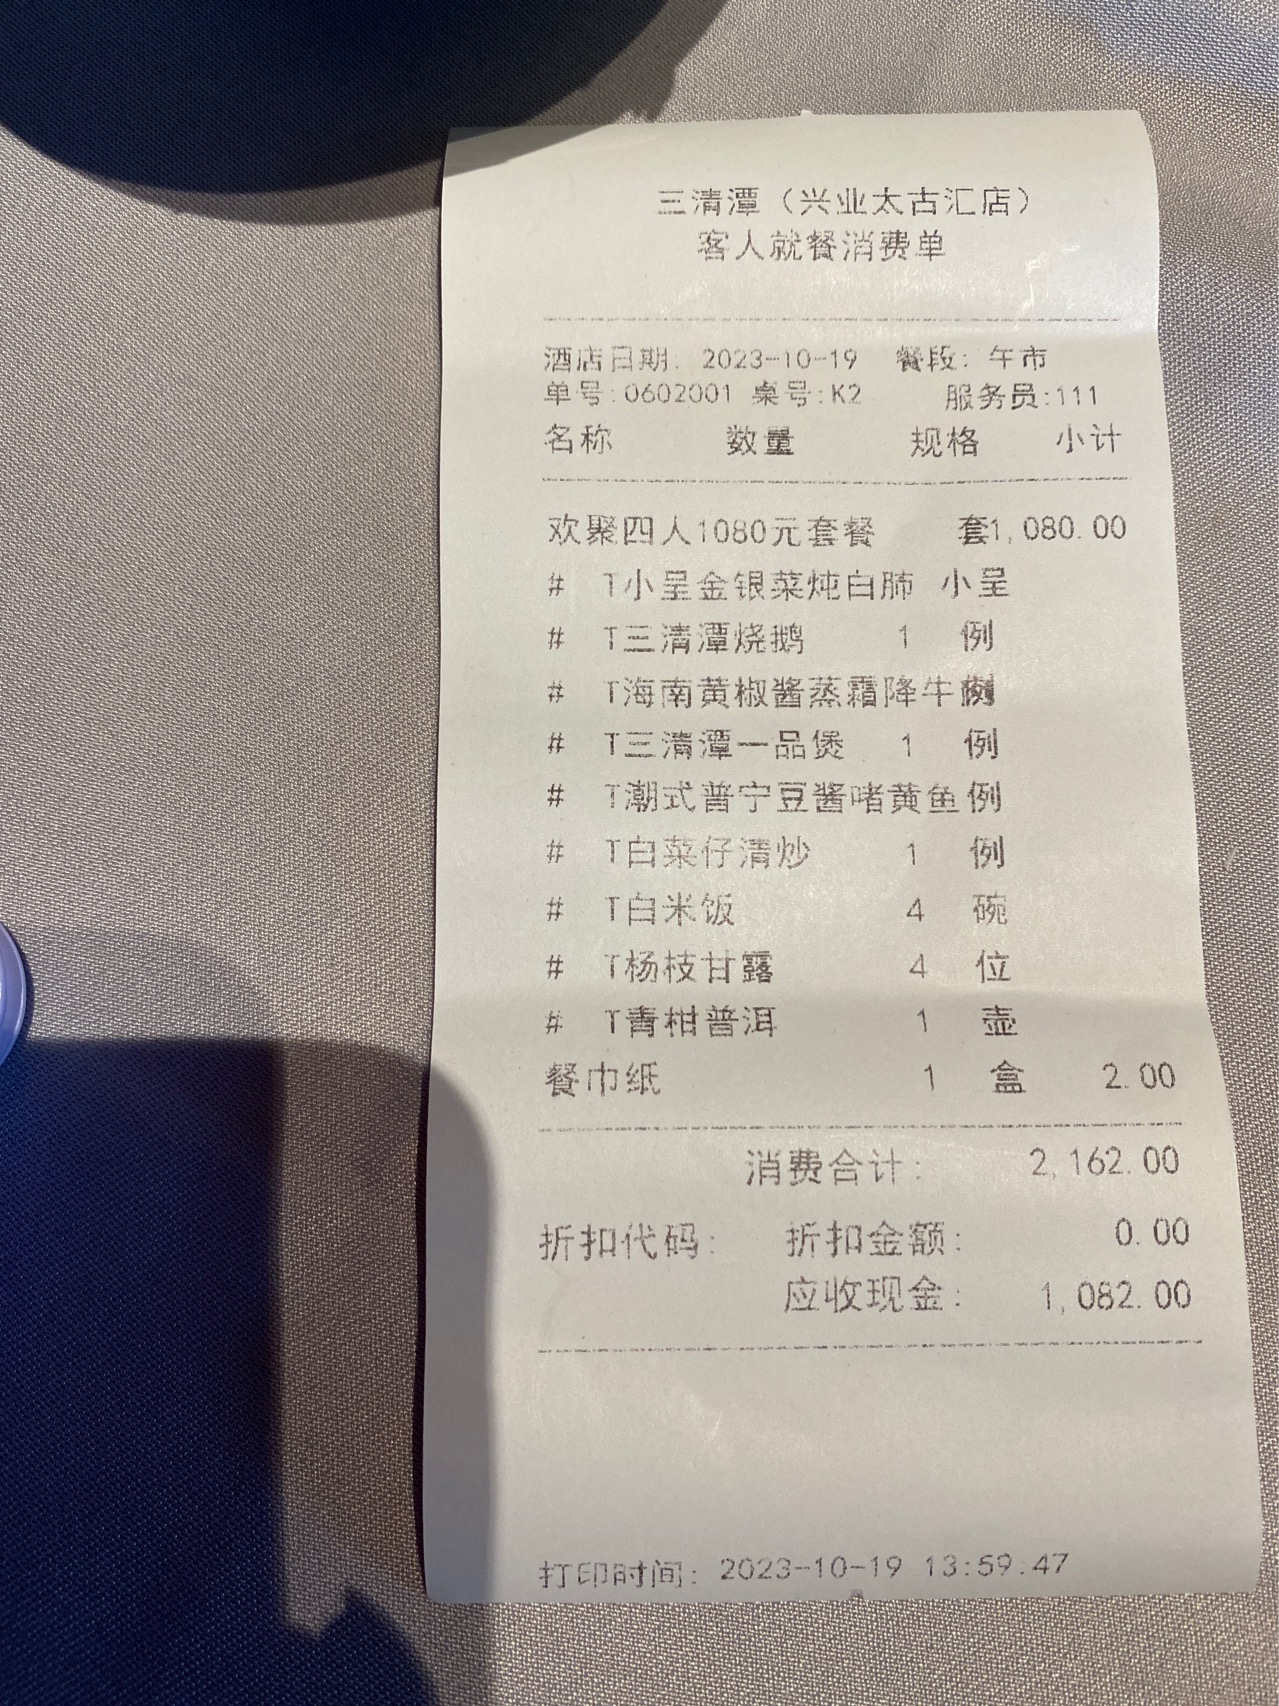 三清潭（兴业太古汇店）
客人就餐消费单
酒店日期: 2023-10-19 餐段: 午市
单号:0602001 桌号:K2 服务员:111
名称 数量 规格 小计
欢聚四人1080元套餐 套1,080.00
# T小呈金银菜炖白肺 小呈
# T三清潭烧鹅 1 例
# T海南黄椒酱蒸霜降牛 例
# T三清潭一品煲 1 例
# T潮式普宁豆酱啫黄鱼例
# T白菜仔清炒 1 例
# T白米饭 4 碗
# T杨枝甘露 4 位
# T青柑普洱 1 壶
餐巾纸 1 盒 2.00
消费合计: 2,162.00
折扣代码: 折扣金额: 0.00
应收现金: 1,082.00
打印时间: 2023-10-19 13:59:47